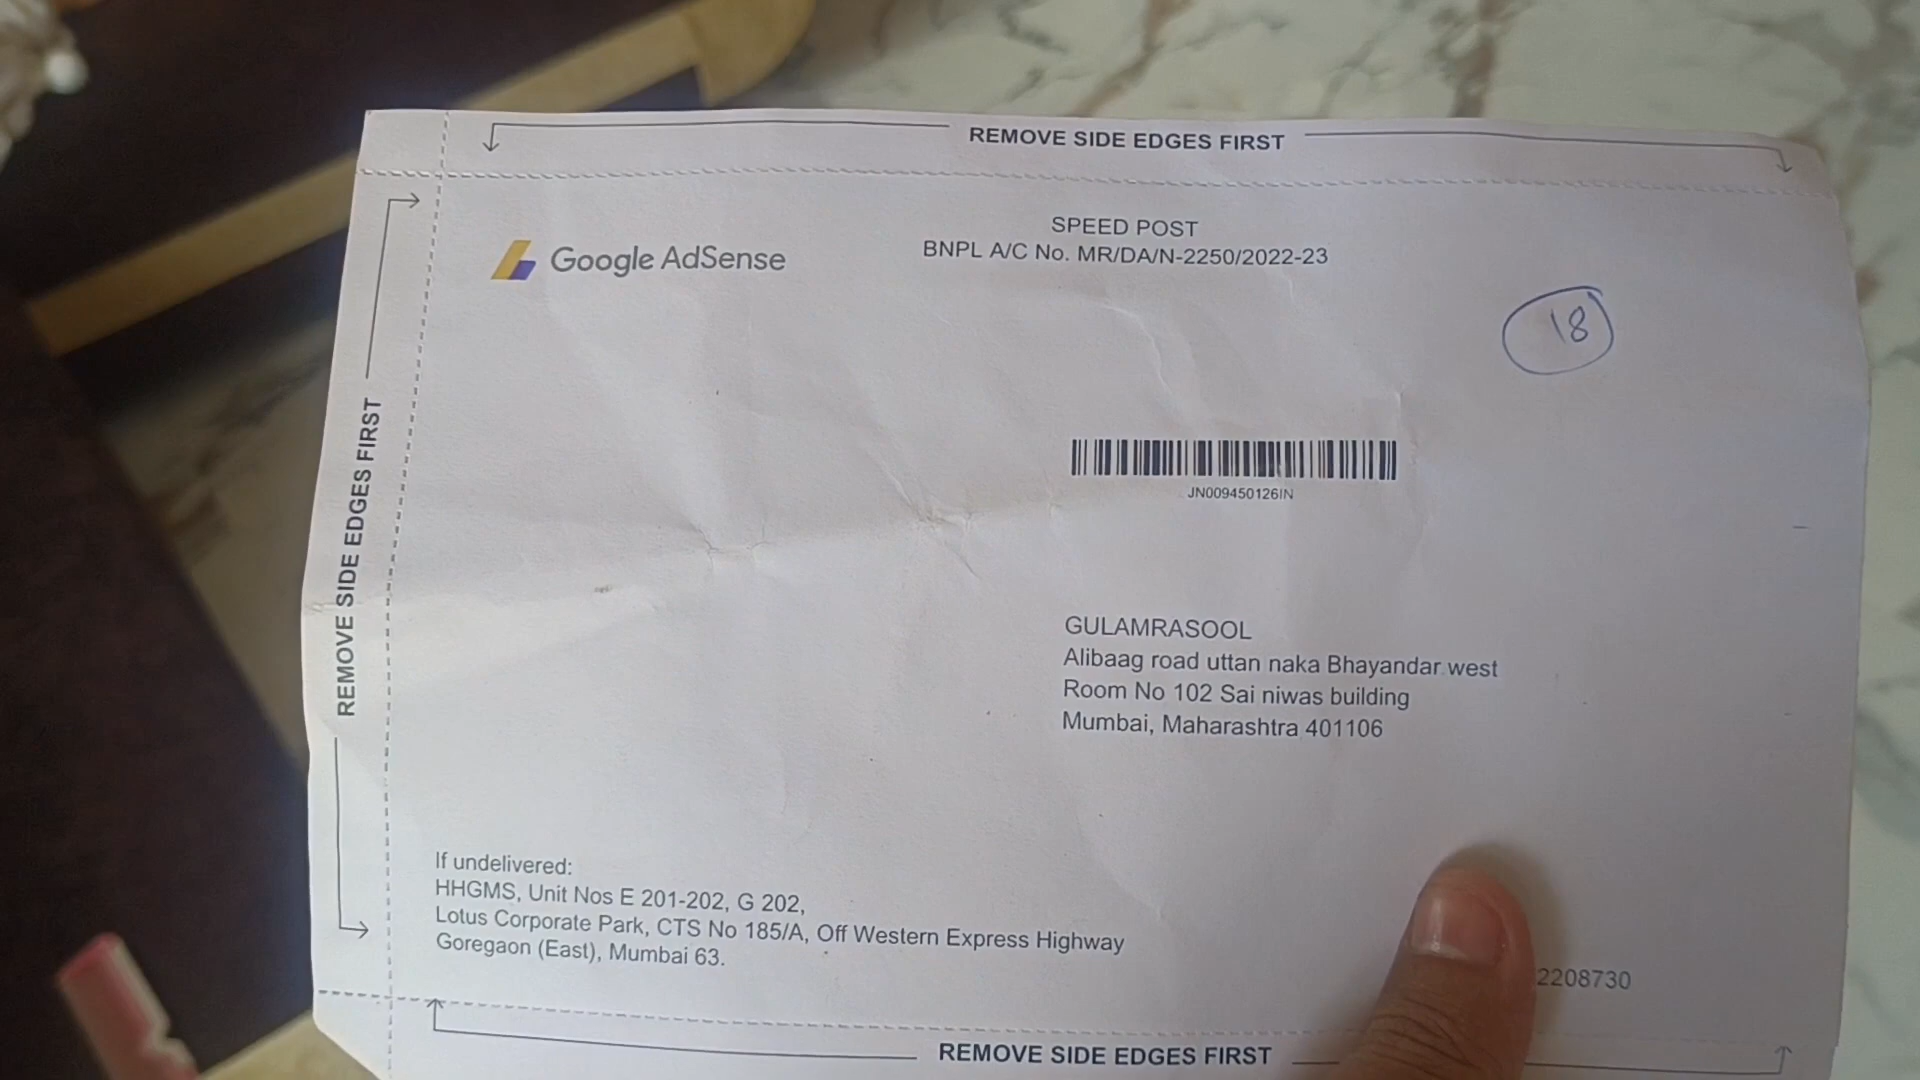 REMOVE SIDE EDGES FIRST
SPEED POST
BNPL A/C No. MR/DA/N-2250/2022-23
Google AdSense
18
REMOVE SIDE EDGES FIRST
JN009450126IN
GULAMRASOOL
Alibaag road uttan naka Bhayandar west
Room No 102 Sai niwas building
Mumbai, Maharashtra 401106
If undelivered:
HHGMS, Unit Nos E 201-202, G 202,
Lotus Corporate Park, CTS No 185/A, Off Western Express Highway
Goregaon (East), Mumbai 63.
2208730
REMOVE SIDE EDGES FIRST